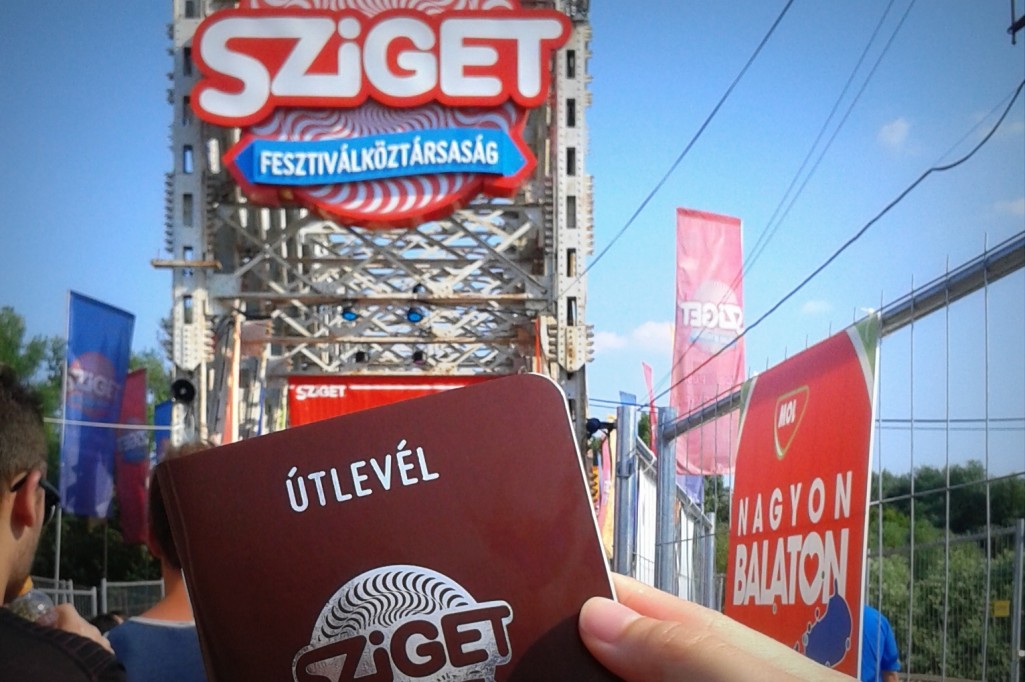 SZiGET
FESZTIVÁLKÖZTÁRSASÁG
SZiGET
SZiGET
SZiGET
MOL
NAGYON
BALATON
ÚTLEVÉL
SZiGET